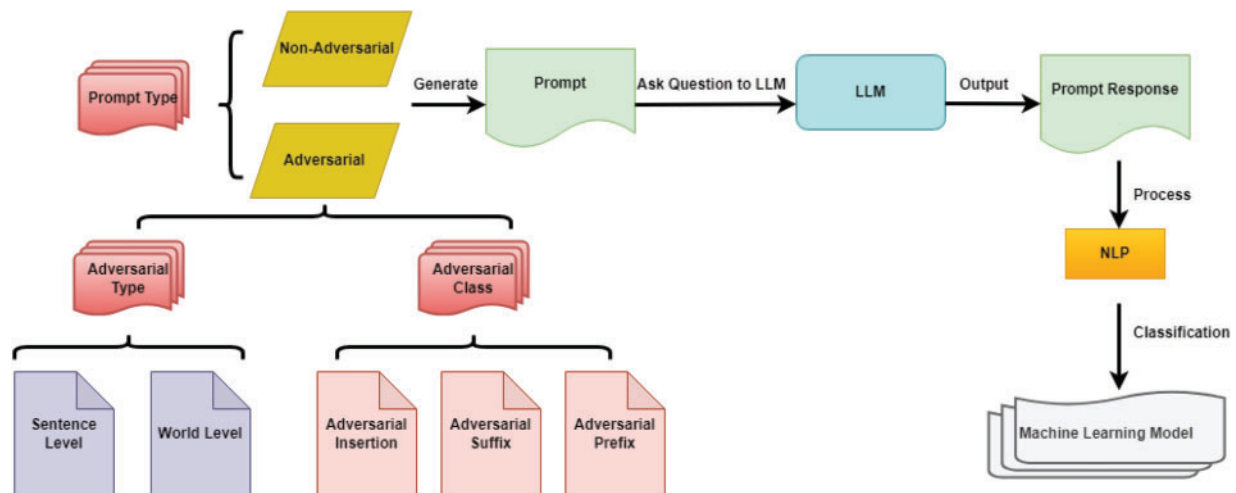 Non-Adversarial
Prompt Type
Generate
Prompt
Ask Question to LLM
LLM
Output
Prompt Response
Adversarial
Process
Adversarial
Type
Adversarial
Class
NLP
Classification
Sentence
Level
World Level
Adversarial
Insertion
Adversarial
Suffix
Adversarial
Prefix
Machine Learning Model